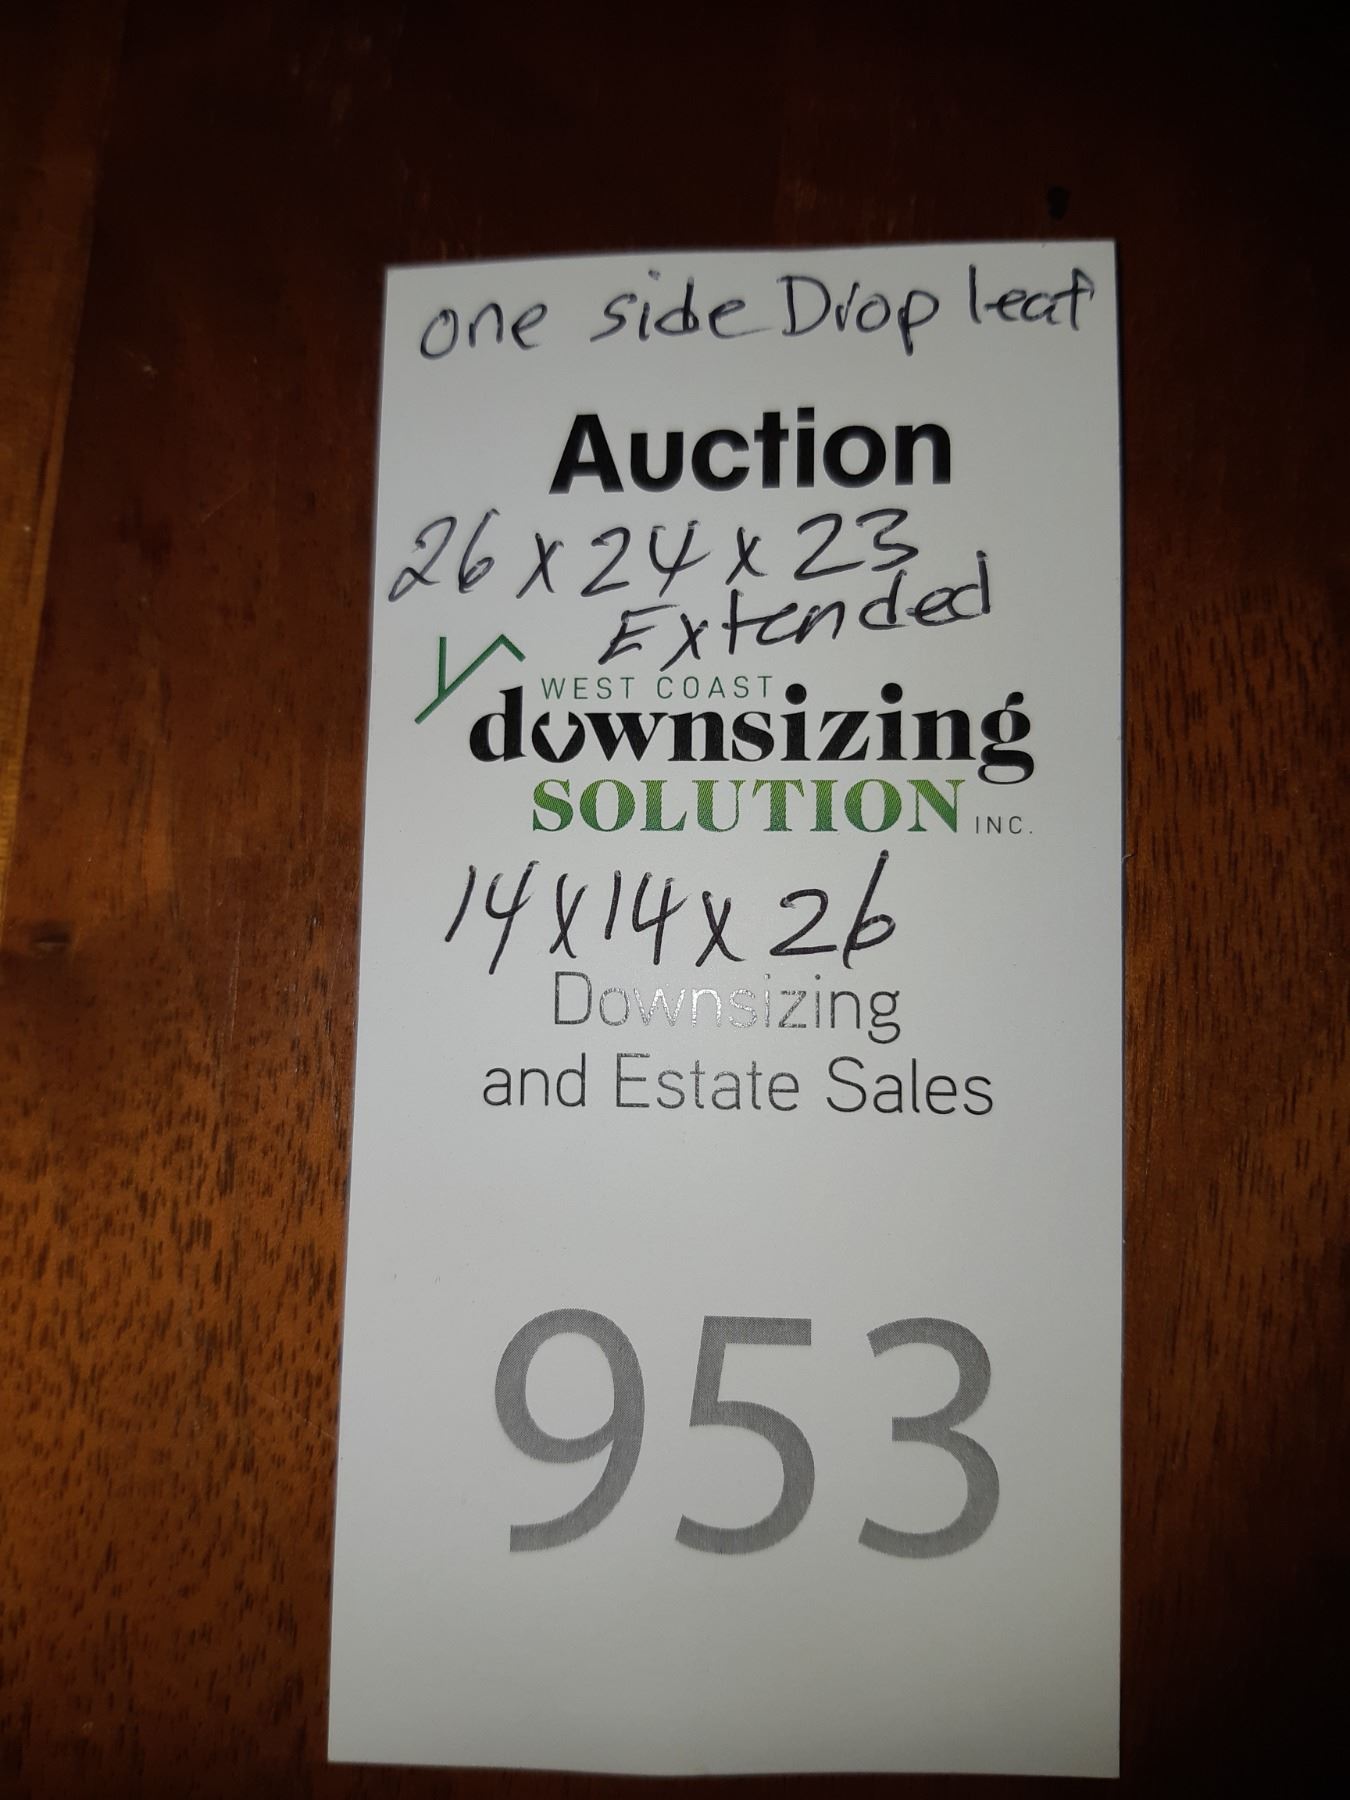 one side Drop leaf
Auction
26 x 24 x 23
Extended
WEST COAST
downsizing
SOLUTION INC.
14 x 14 x 26
Downsizing
and Estate Sales
953